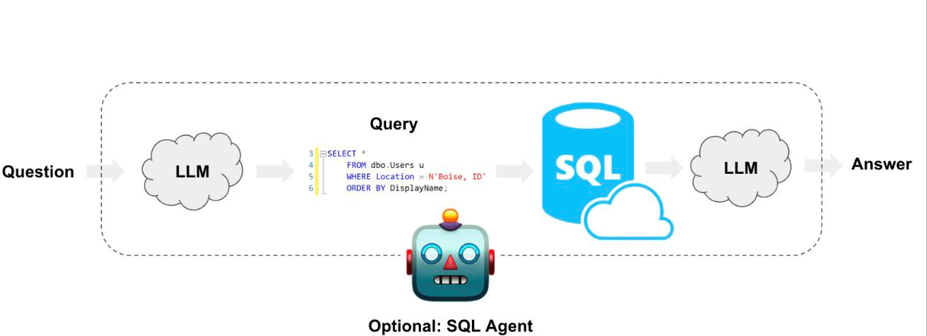 Query
Question
LLM
3 SELECT *
4 FROM dbo.Users u
5 WHERE Location = N'Boise, ID'
6 ORDER BY DisplayName;
SQL
LLM
Answer
Optional: SQL Agent